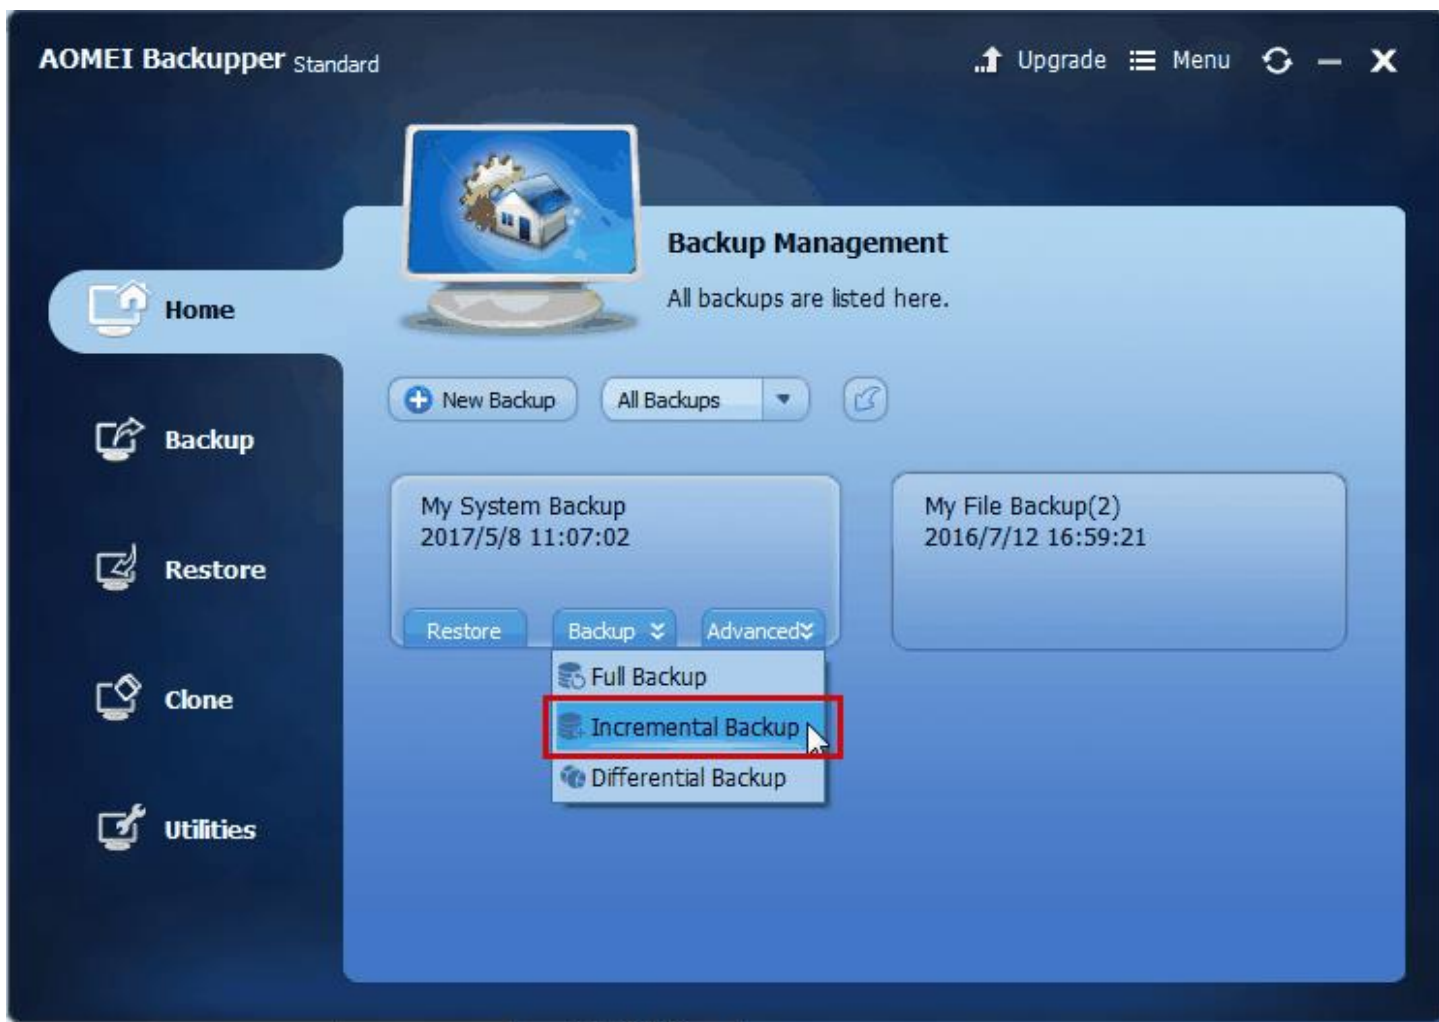 AOMEI Backupper Standard
Upgrade Menu
Backup Management
All backups are listed here.
Home
New Backup All Backups
Backup
My System Backup
2017/5/8 11:07:02
My File Backup(2)
2016/7/12 16:59:21
Restore
Restore Backup Advanced
Full Backup
Incremental Backup
Differential Backup
Clone
Utilities